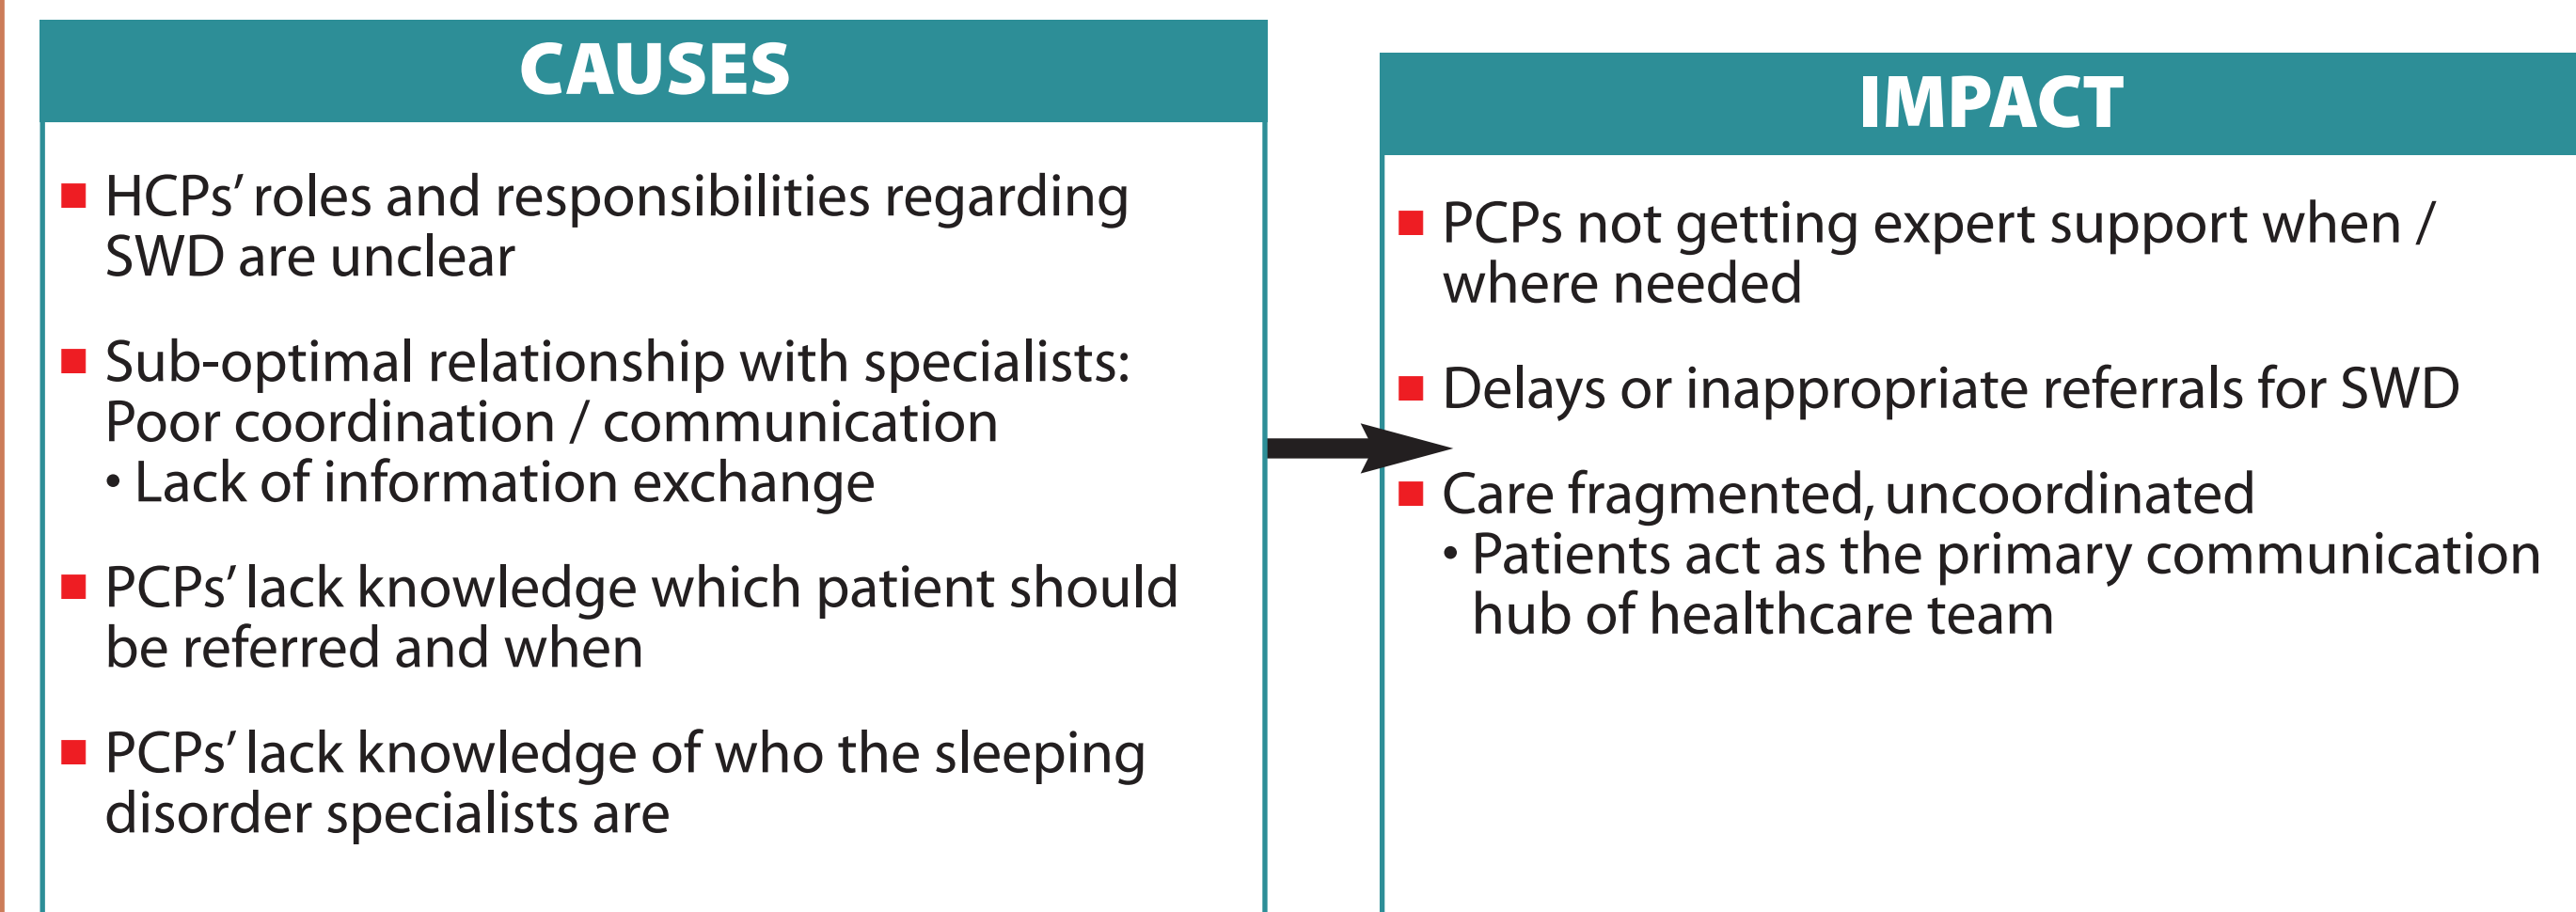 CAUSES
■ HCPs’ roles and responsibilities regarding
SWD are unclear
■ Sub-optimal relationship with specialists:
Poor coordination / communication
• Lack of information exchange
■ PCPs’ lack knowledge which patient should
be referred and when
■ PCPs’ lack knowledge of who the sleeping
disorder specialists are
IMPACT
■ PCPs not getting expert support when /
where needed
■ Delays or inappropriate referrals for SWD
■ Care fragmented, uncoordinated
• Patients act as the primary communication
hub of healthcare team